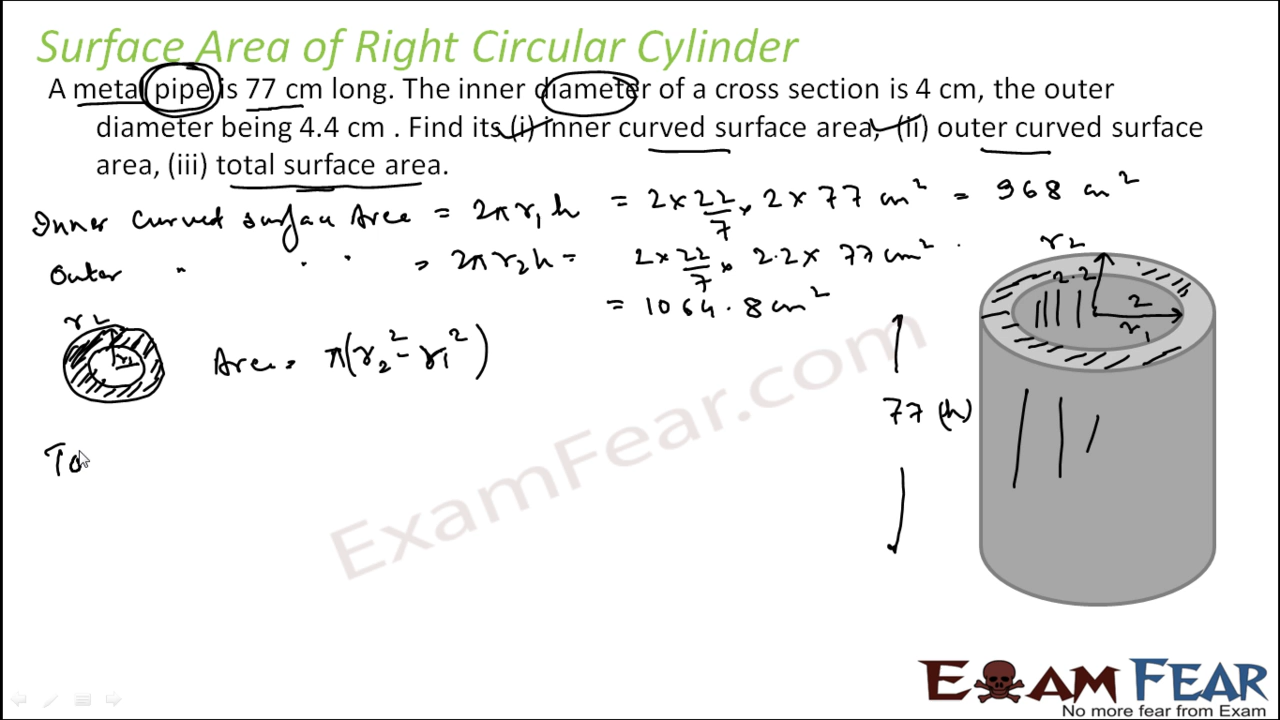 Surface Area of Right Circular Cylinder
A metal pipe is 77 cm long. The inner diameter of a cross section is 4 cm, the outer
diameter being 4.4 cm . Find its (i) inner curved surface area, (ii) outer curved surface
area, (iii) total surface area.
Inner curved surface Area = 2πr₁h = 2 × 22/7 × 2 × 77 cm² = 968 cm²
Outer " " " = 2πr₂h = 2 × 22/7 × 2.2 × 77 cm² .
= 1064.8 cm²
r₂
2.2
2
r₁
r₂
r₁
Area = π(r₂² - r₁²)
77 (h)
To
ExamFear.com
EXAM FEAR
No more fear from Exam